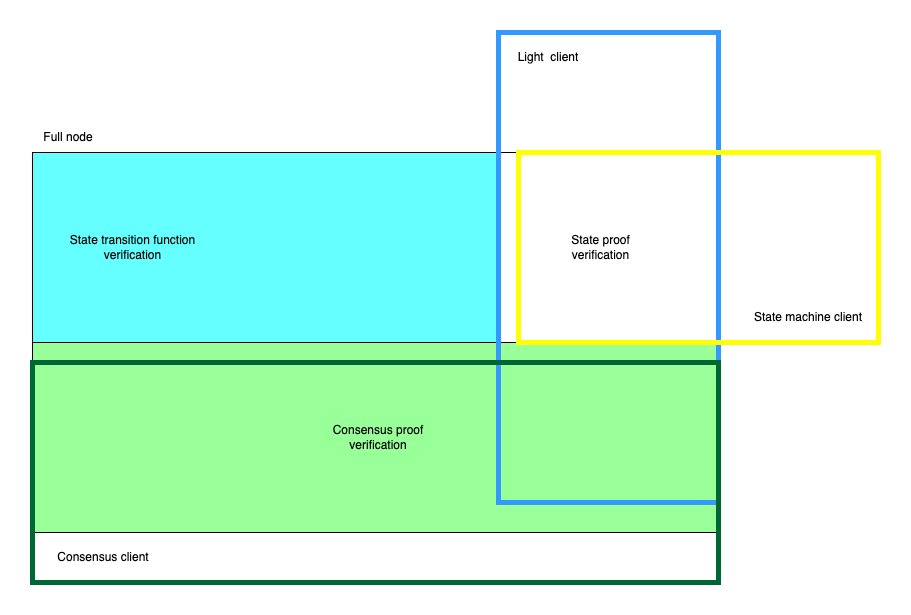 Light client
Full node
State transition function
verification
State proof
verification
State machine client
Consensus proof
verification
Consensus client